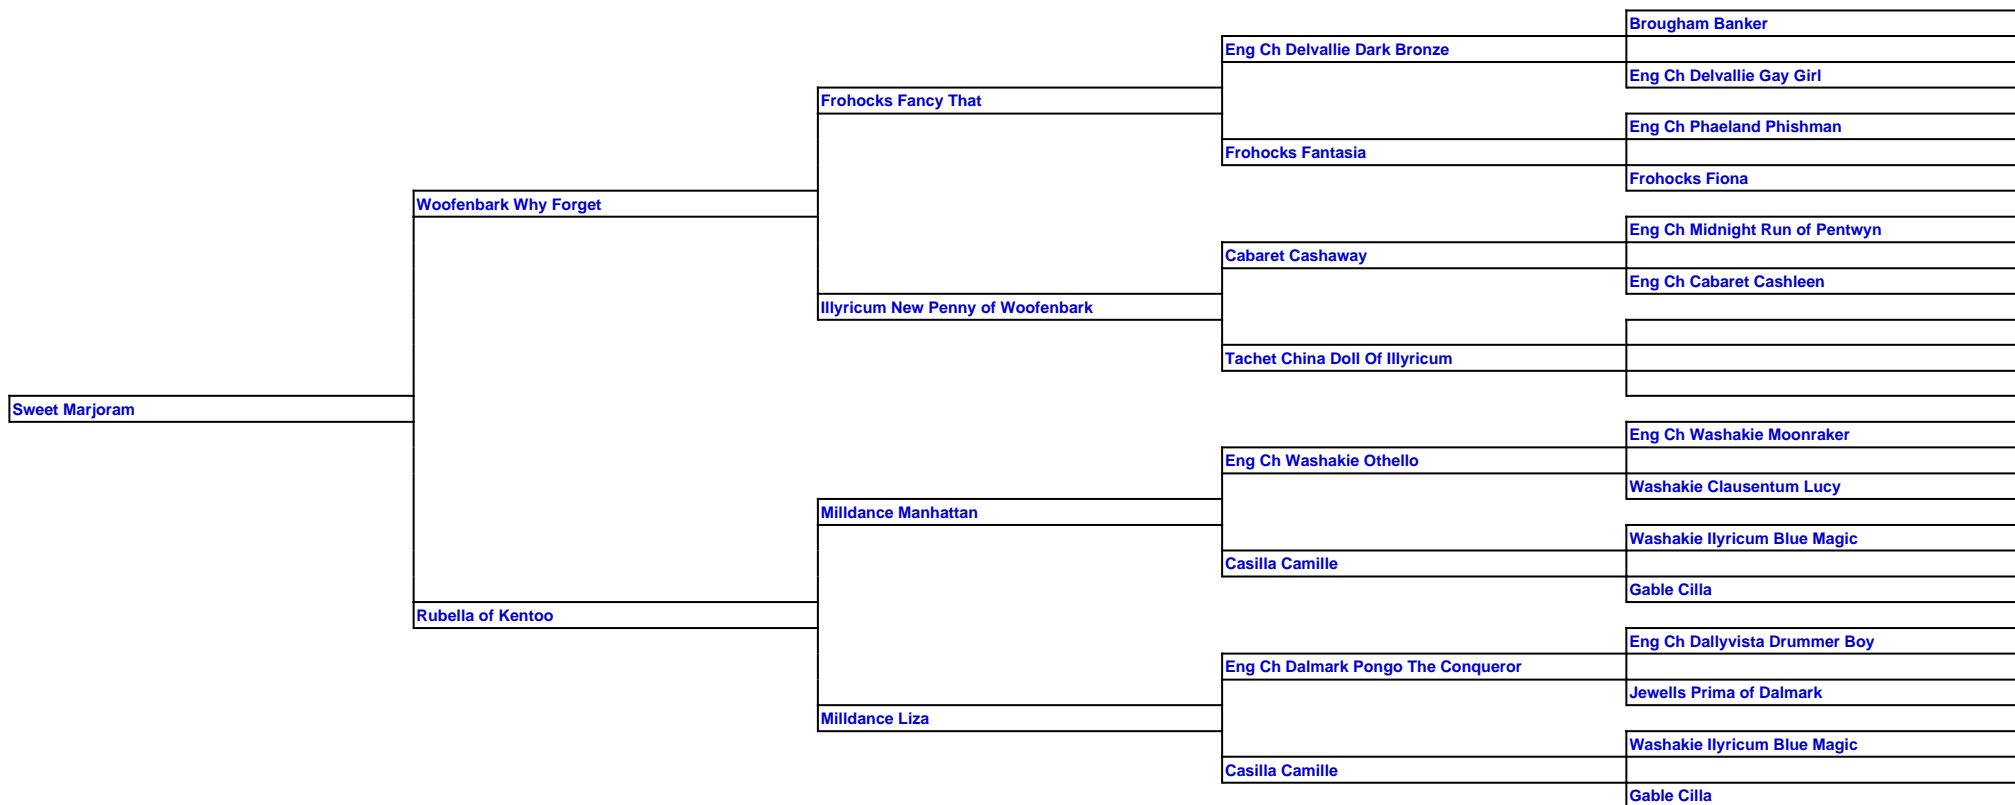 Brougham Banker
Eng Ch Delvallie Dark Bronze
Eng Ch Delvallie Gay Girl
Frohocks Fancy That
Eng Ch Phaeland Phishman
Frohocks Fantasia
Frohocks Fiona
Woofenbark Why Forget
Eng Ch Midnight Run of Pentwyn
Cabaret Cashaway
Eng Ch Cabaret Cashleen
Illyricum New Penny of Woofenbark
Tachet China Doll Of Illyricum
Sweet Marjoram
Eng Ch Washakie Moonraker
Eng Ch Washakie Othello
Washakie Clausentum Lucy
Milldance Manhattan
Washakie Ilyricum Blue Magic
Casilla Camille
Gable Cilla
Rubella of Kentoo
Eng Ch Dallyvista Drummer Boy
Eng Ch Dalmark Pongo The Conqueror
Jewells Prima of Dalmark
Milldance Liza
Washakie Ilyricum Blue Magic
Casilla Camille
Gable Cilla